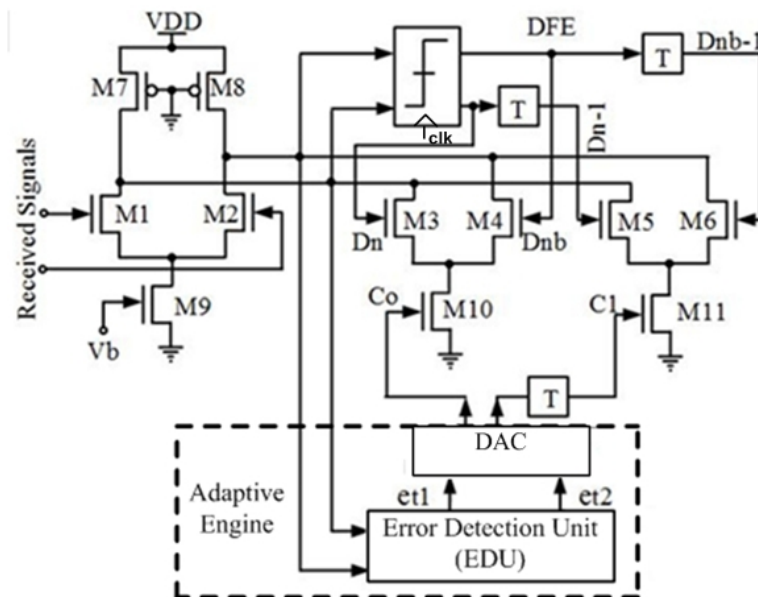 VDD
DFE
T
Dnb-1
M7
M8
clk
T
Dn-1
Received Signals
M1
M2
M3
M4
M5
M6
Dn
Dnb
M9
Vb
Co
M10
C1
M11
T
DAC
Adaptive
Engine
et1
et2
Error Detection Unit
(EDU)